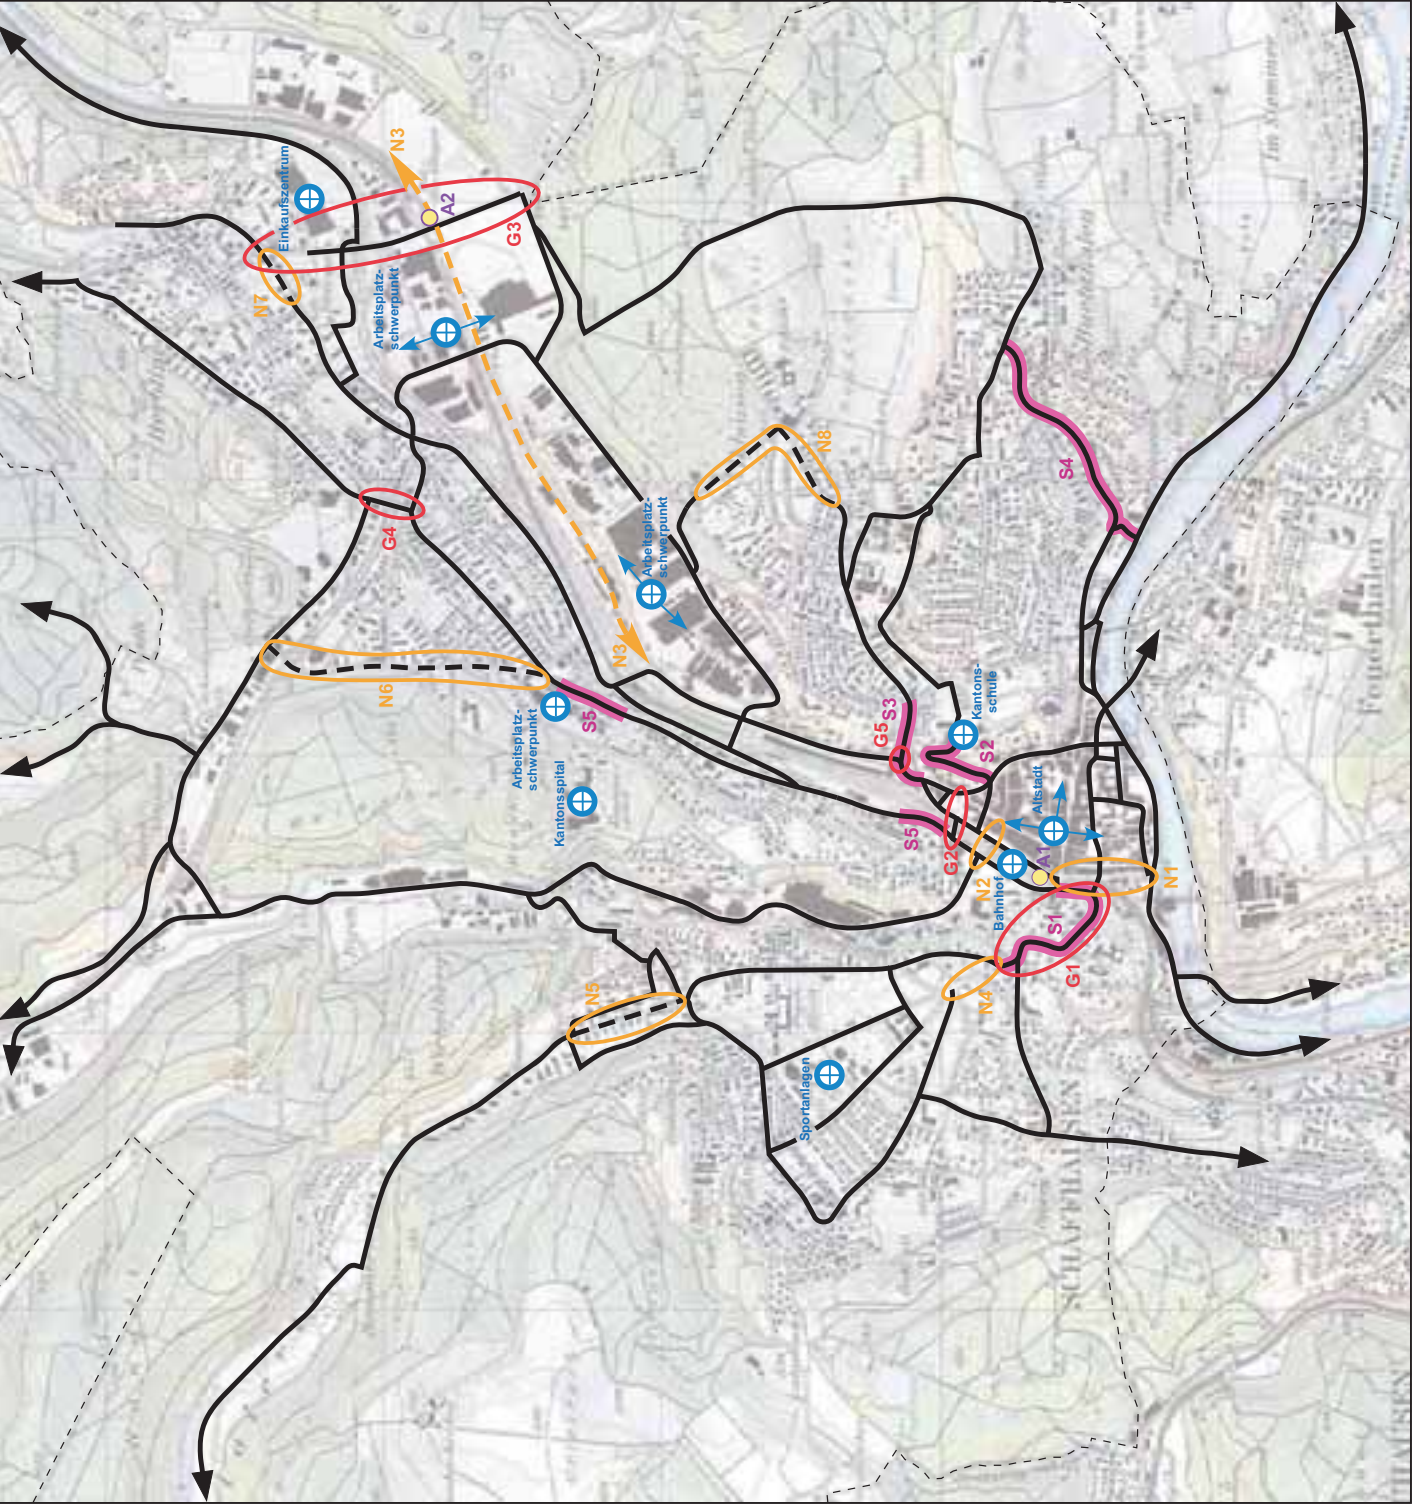 N3
Einkaufszentrum
A2
G3
N7
Arbeitsplatz-
schwerpunkt
N8
S4
G4
Arbeitsplatz-
schwerpunkt
N3
N6
Arbeitsplatz-
schwerpunkt
S5
Kantonsspital
S3
G5
Kantons-
schule
S2
Altstadt
S5
G2
N2
Bahnhof
A1
N1
S1
G1
N4
N5
Sportanlagen
SCHAFFHAUSEN